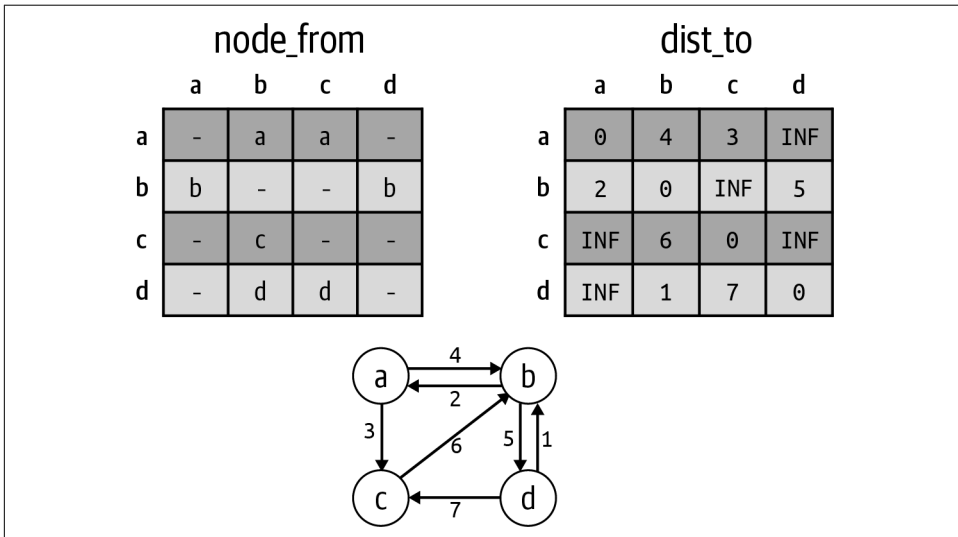 node_from dist_to
a b c d a b c d
a - a a - a 0 4 3 INF
b b - - b b 2 0 INF 5
c - c - - c INF 6 0 INF
d - d d - d INF 1 7 0
4
a b
2
3 6 5 1
c d
7